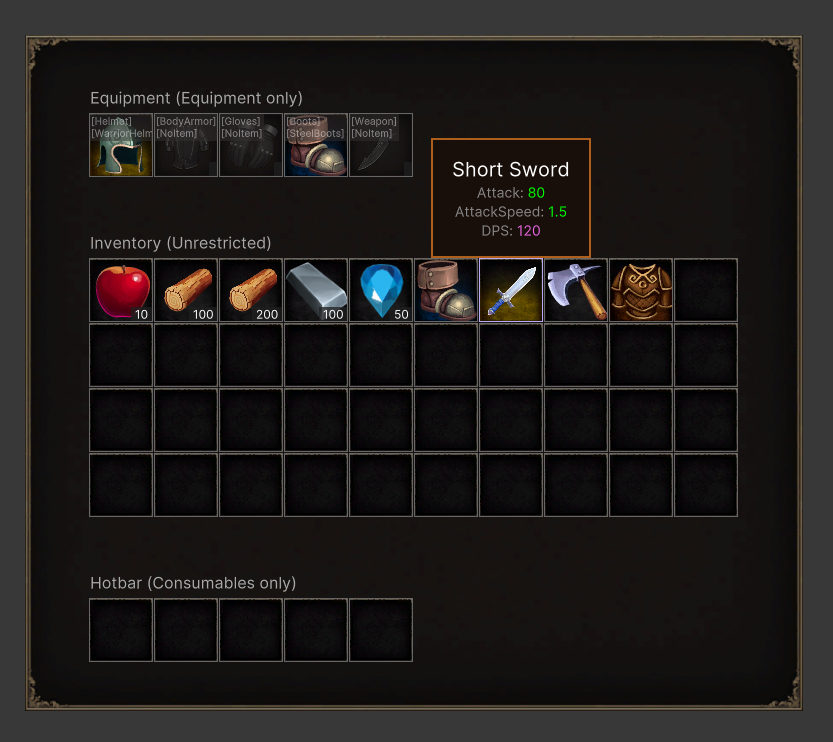 Equipment (Equipment only)
[Helmet] [BodyArmor] [Gloves] [Boots] [Weapon]
[WarriorHelm [NoItem] [NoItem] [SteelBoots] [NoItem]
Short Sword
Attack: 80
AttackSpeed: 1.5
DPS: 120
Inventory (Unrestricted)
10 100 200 100 50
Hotbar (Consumables only)